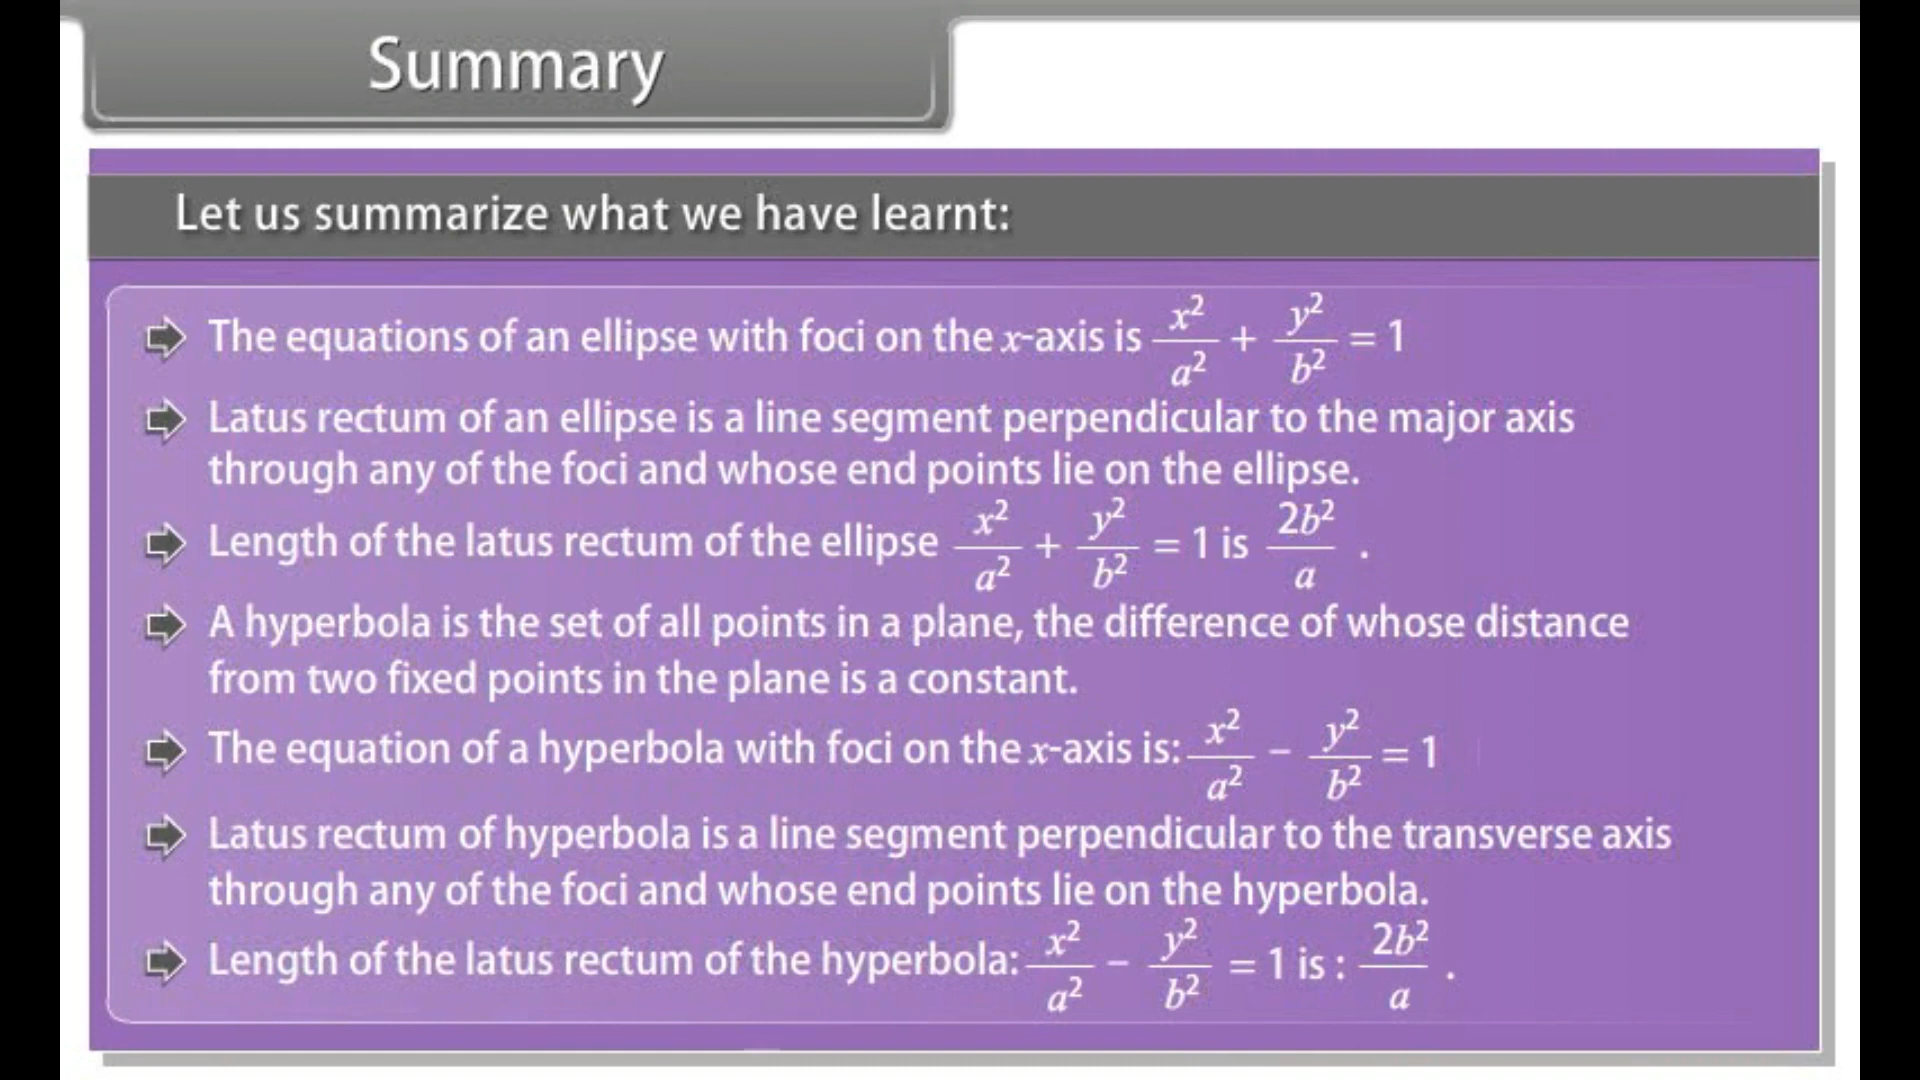 Summary
Let us summarize what we have learnt:
The equations of an ellipse with foci on the x-axis is x²/a² + y²/b² = 1
Latus rectum of an ellipse is a line segment perpendicular to the major axis
through any of the foci and whose end points lie on the ellipse.
Length of the latus rectum of the ellipse x²/a² + y²/b² = 1 is 2b²/a .
A hyperbola is the set of all points in a plane, the difference of whose distance
from two fixed points in the plane is a constant.
The equation of a hyperbola with foci on the x-axis is: x²/a² − y²/b² = 1
Latus rectum of hyperbola is a line segment perpendicular to the transverse axis
through any of the foci and whose end points lie on the hyperbola.
Length of the latus rectum of the hyperbola: x²/a² − y²/b² = 1 is : 2b²/a .